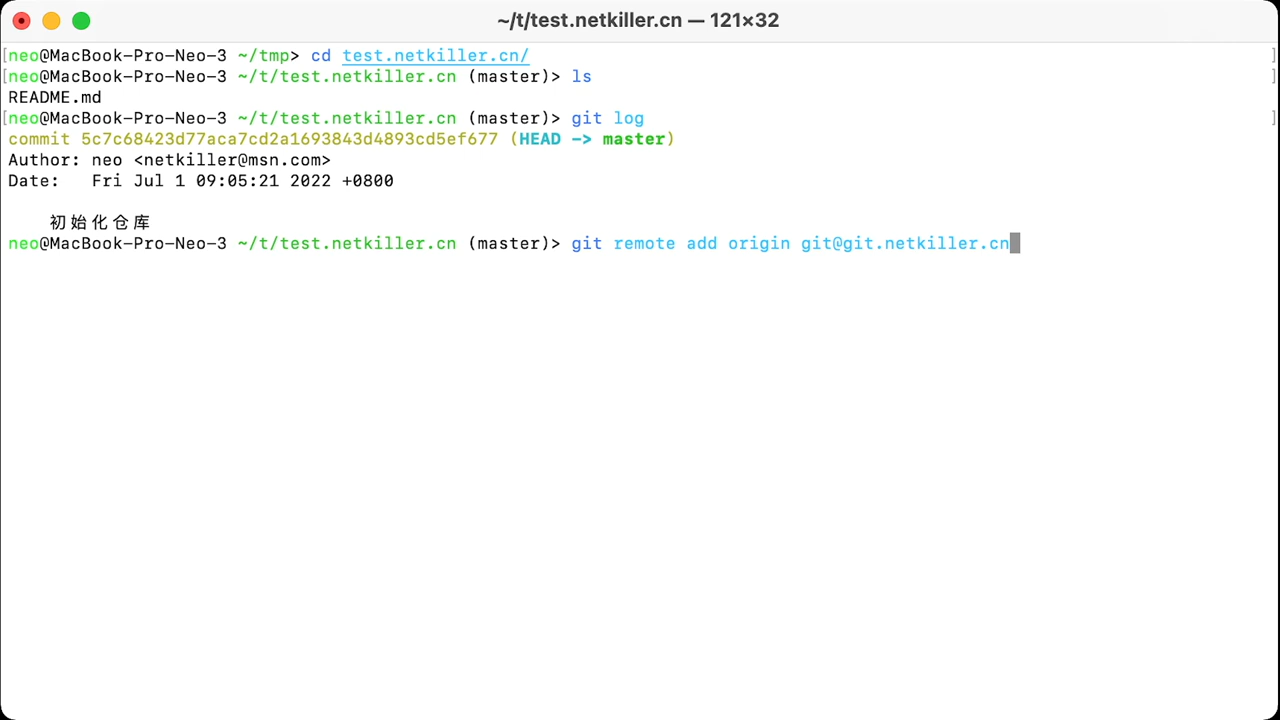 ~/t/test.netkiller.cn — 121×32
[neo@MacBook-Pro-Neo-3 ~/tmp> cd test.netkiller.cn/ ]
[neo@MacBook-Pro-Neo-3 ~/t/test.netkiller.cn (master)> ls
README.md
[neo@MacBook-Pro-Neo-3 ~/t/test.netkiller.cn (master)> git log ]
commit 5c7c68423d77aca7cd2a1693843d4893cd5ef677 (HEAD -> master)
Author: neo <netkiller@msn.com>
Date:   Fri Jul 1 09:05:21 2022 +0800
初始化仓库
neo@MacBook-Pro-Neo-3 ~/t/test.netkiller.cn (master)> git remote add origin git@git.netkiller.cn